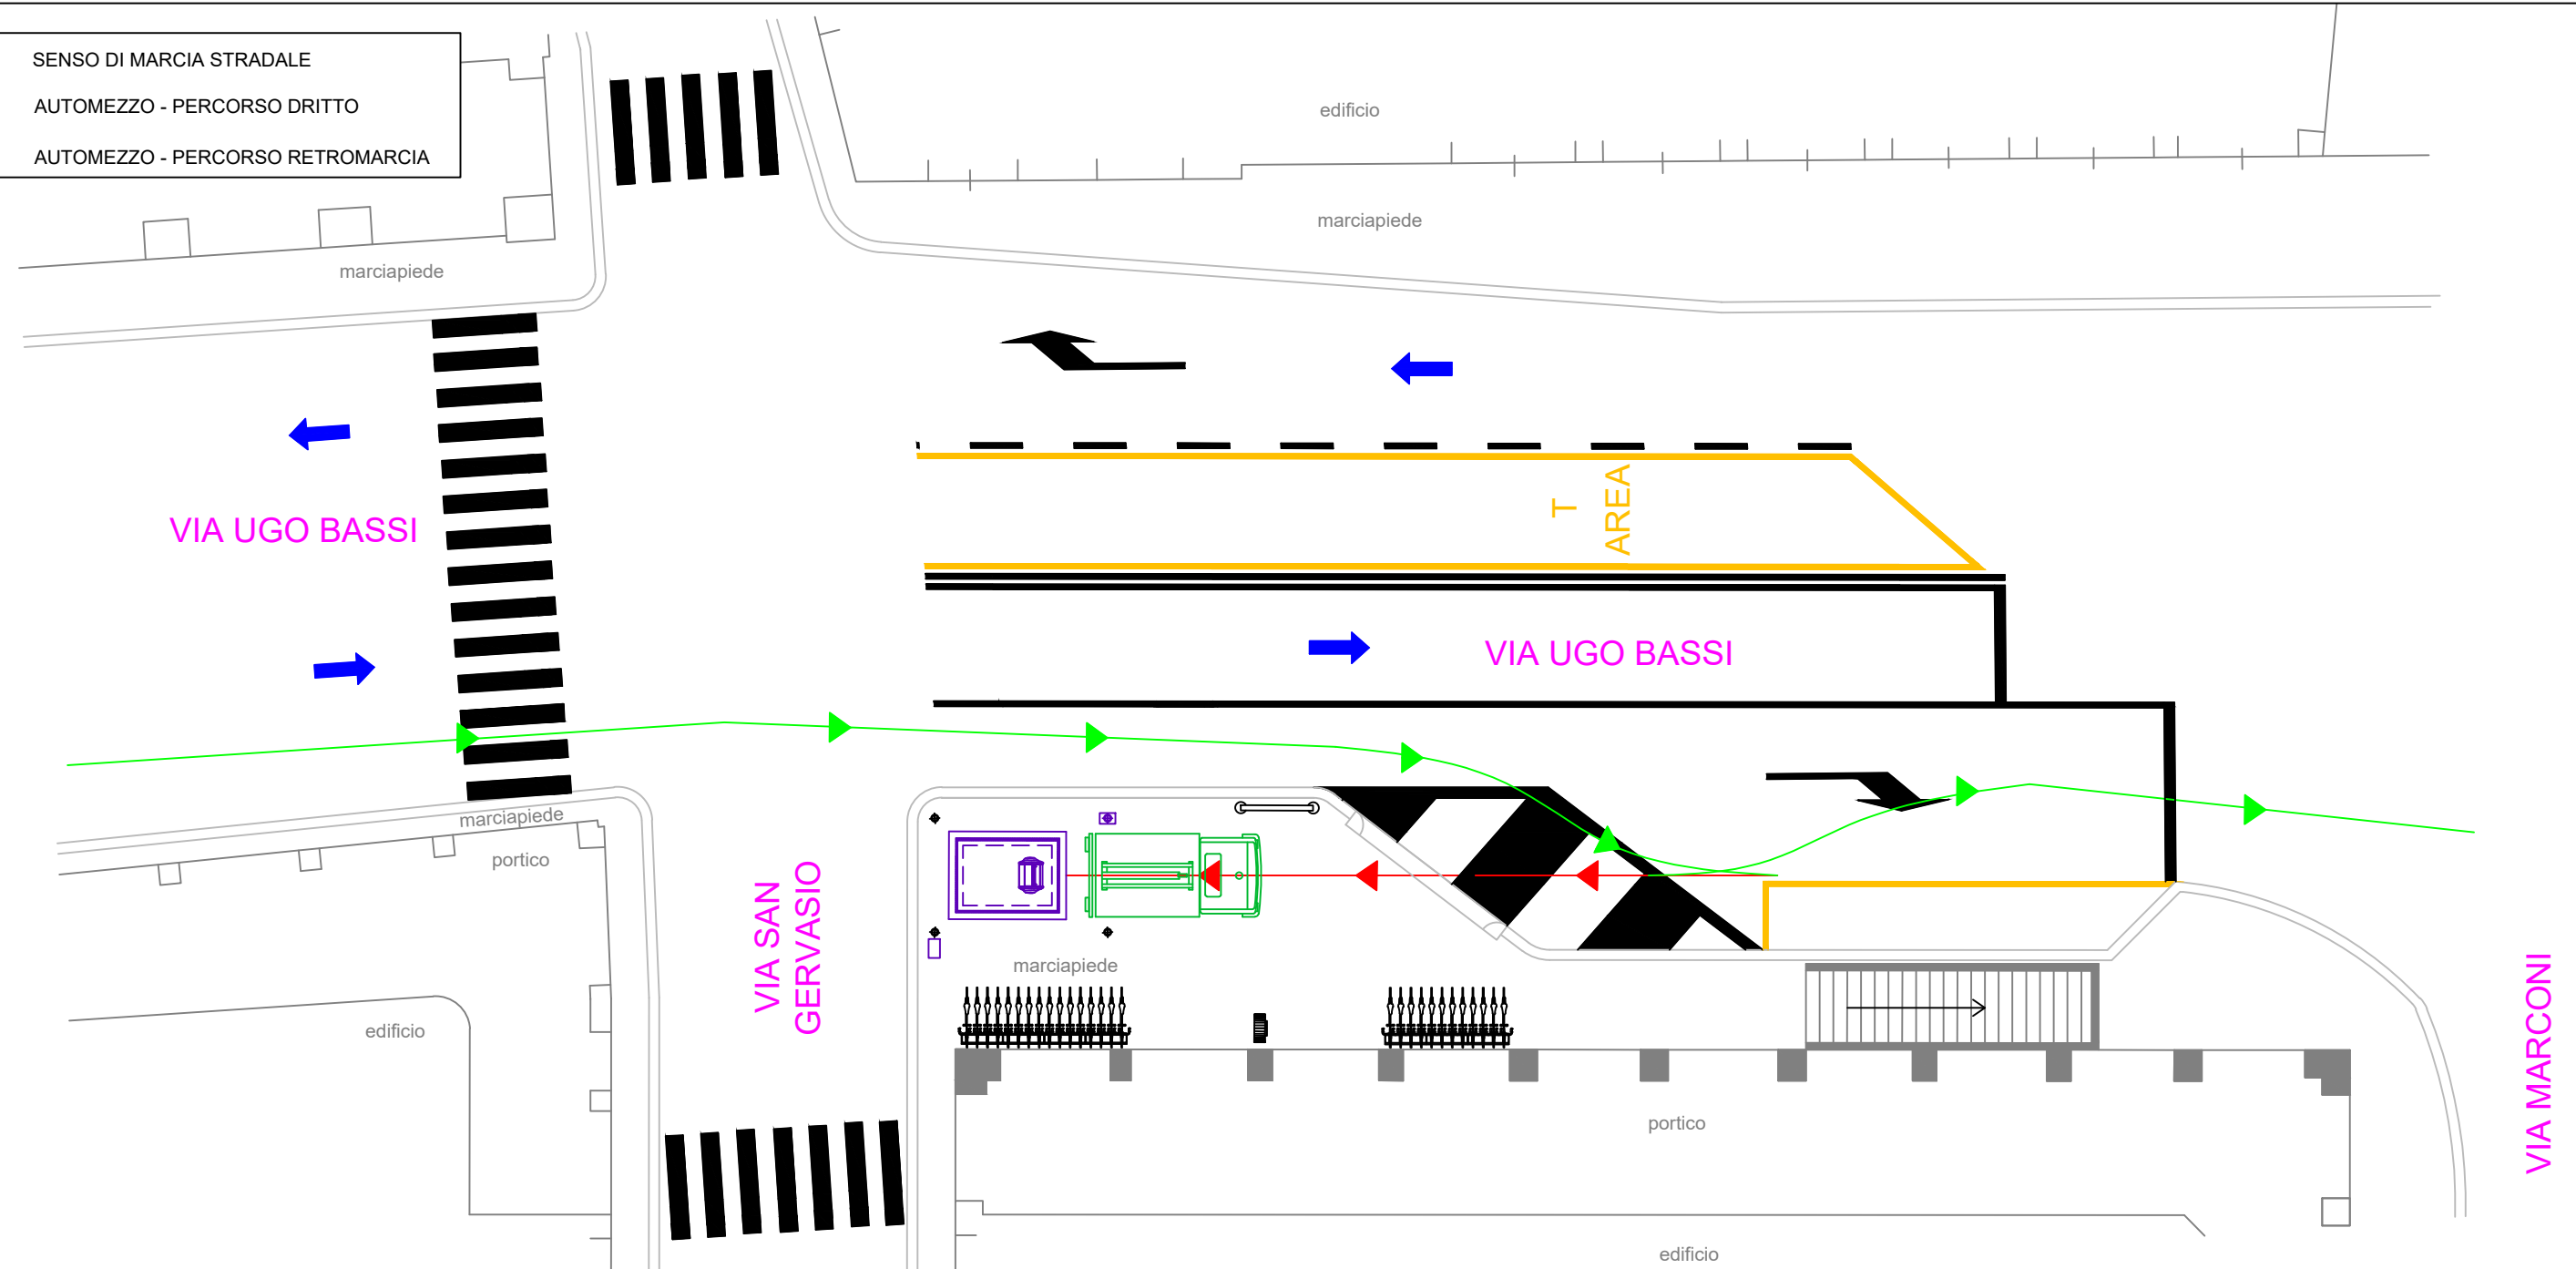 SENSO DI MARCIA STRADALE
AUTOMEZZO - PERCORSO DRITTO
AUTOMEZZO - PERCORSO RETROMARCIA
edificio
marciapiede
marciapiede
T
AREA
VIA UGO BASSI
VIA UGO BASSI
marciapiede
portico
VIA SAN
GERVASIO
marciapiede
edificio
VIA MARCONI
portico
edificio